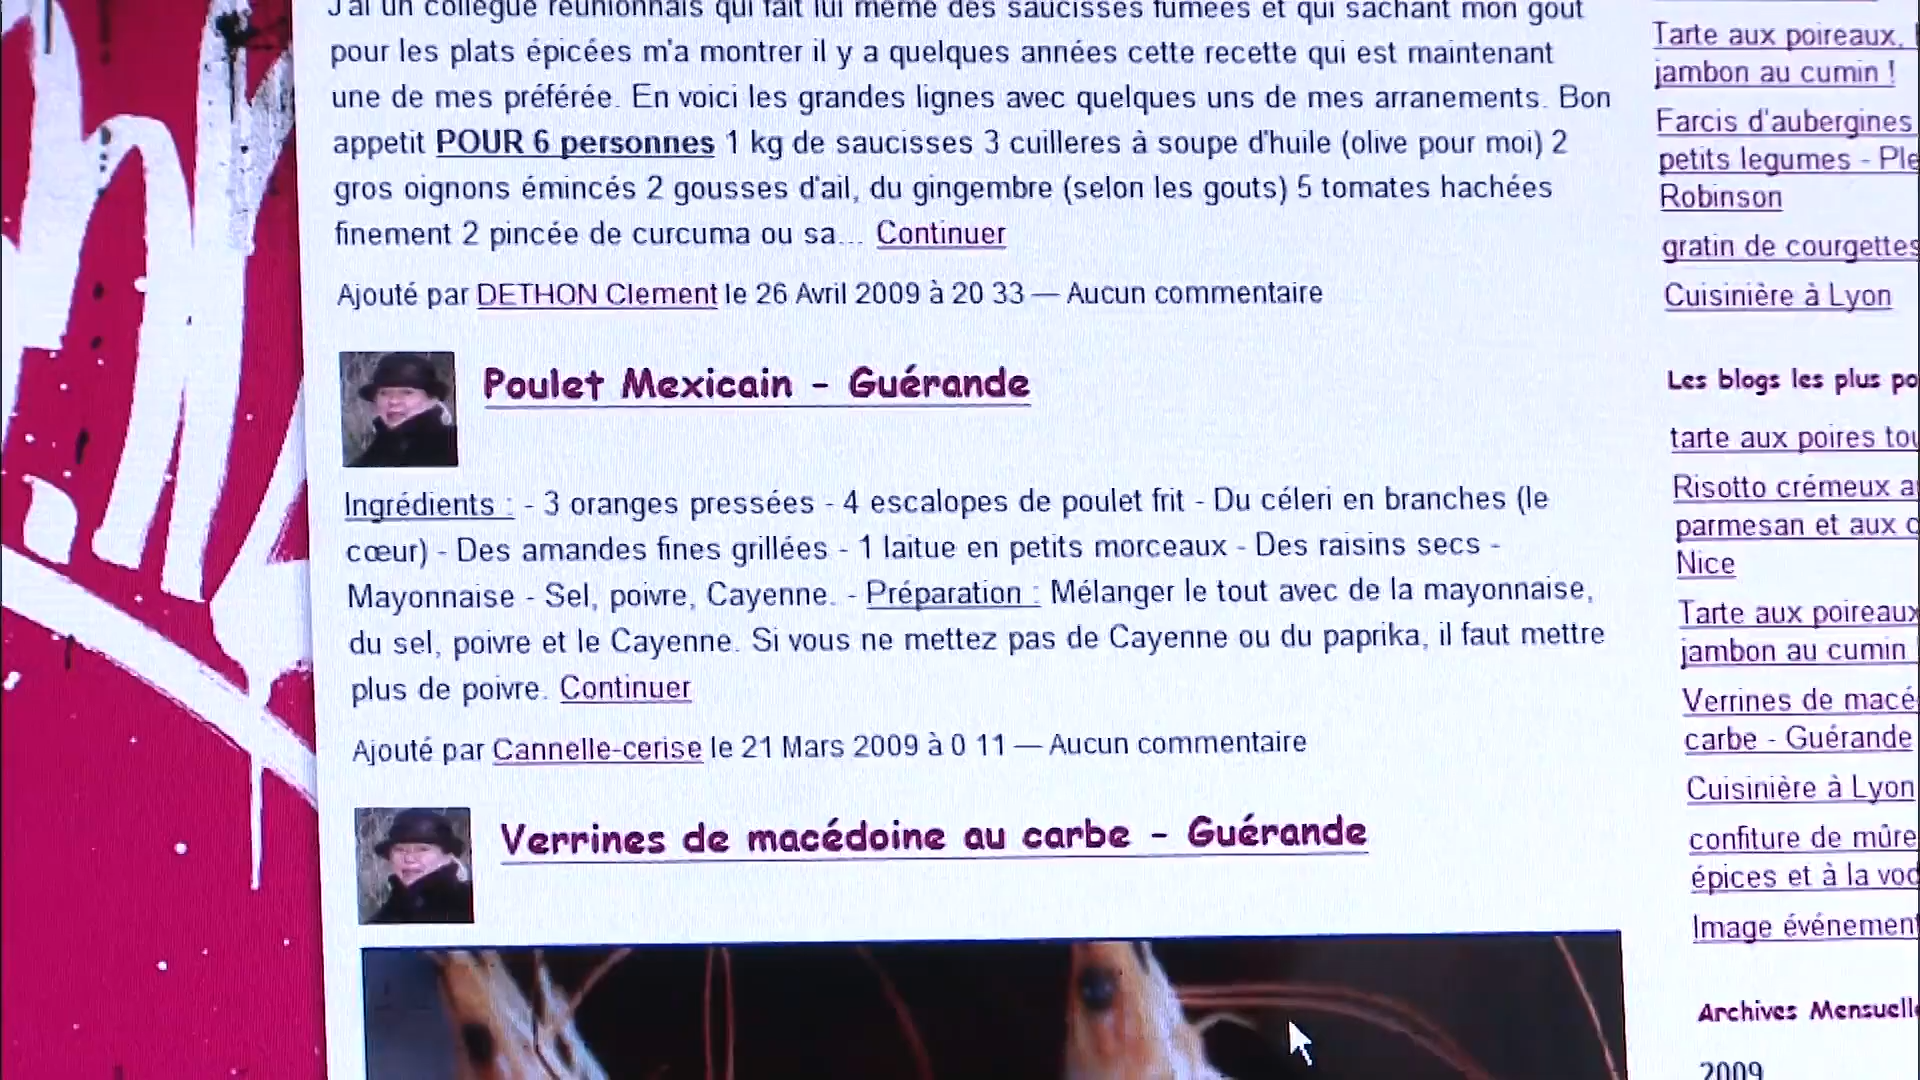 J'ai un collègue réunionnais qui fait lui même des saucisses fumées et qui sachant mon gout
pour les plats épicées m'a montrer il y a quelques années cette recette qui est maintenant
une de mes préférée. En voici les grandes lignes avec quelques uns de mes arranements. Bon
appetit POUR 6 personnes 1 kg de saucisses 3 cuilleres à soupe d'huile (olive pour moi) 2
gros oignons émincés 2 gousses d'ail, du gingembre (selon les gouts) 5 tomates hachées
finement 2 pincée de curcuma ou sa... Continuer
Ajouté par DETHON Clement le 26 Avril 2009 à 20 33 — Aucun commentaire
Poulet Mexicain - Guérande
Ingrédients : - 3 oranges pressées - 4 escalopes de poulet frit - Du céleri en branches (le
cœur) - Des amandes fines grillées - 1 laitue en petits morceaux - Des raisins secs -
Mayonnaise - Sel, poivre, Cayenne. - Préparation : Mélanger le tout avec de la mayonnaise,
du sel, poivre et le Cayenne. Si vous ne mettez pas de Cayenne ou du paprika, il faut mettre
plus de poivre. Continuer
Ajouté par Cannelle-cerise le 21 Mars 2009 à 0 11 — Aucun commentaire
Verrines de macédoine au carbe - Guérande
Tarte aux poireaux,
jambon au cumin !
Farcis d'aubergines
petits legumes - Ple
Robinson
gratin de courgettes
Cuisinière à Lyon
Les blogs les plus po
tarte aux poires tou
Risotto crémeux a
parmesan et aux
Nice
Tarte aux poireaux
jambon au cumin
Verrines de macé
carbe - Guérande
Cuisinière à Lyon
confiture de mûre
épices et à la vod
Image événement
Archives Mensuelle
2009